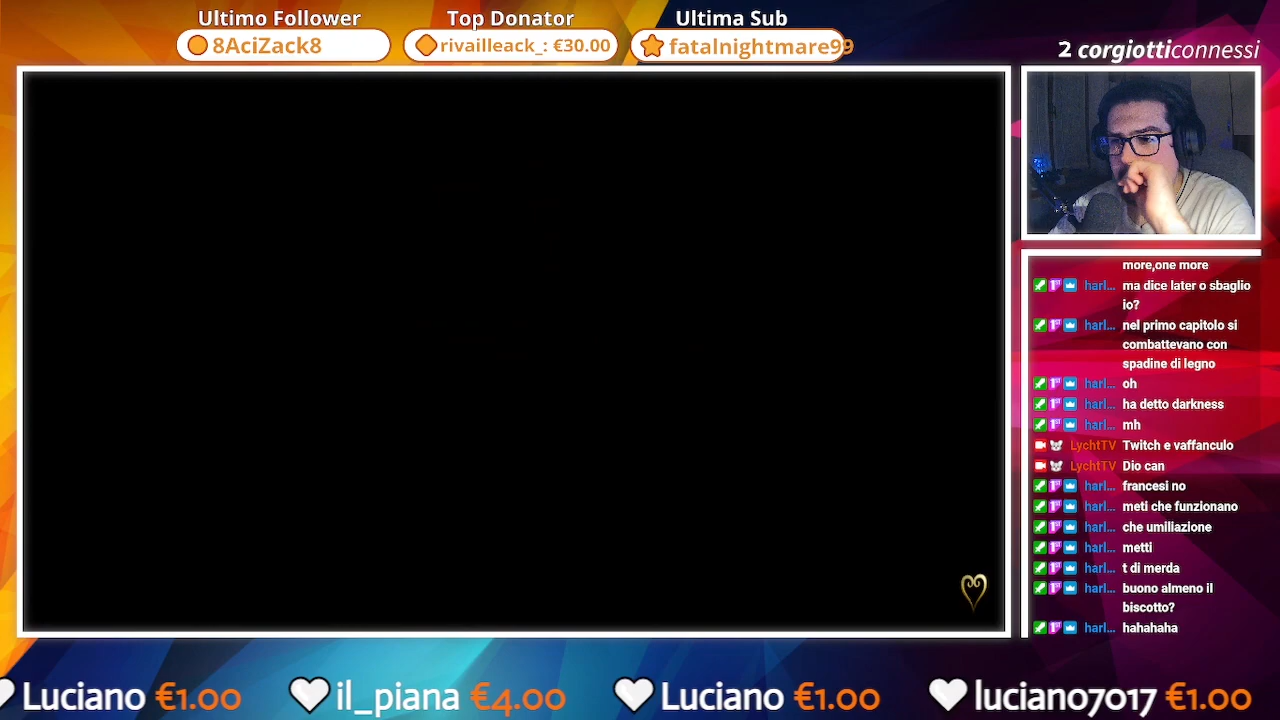 Ultimo Follower
8AciZack8
Top Donator
rivailleack_: €30.00
Ultima Sub
fatalnightmare99
2 corgiotticonnessi
more,one more
harl... ma dice later o sbaglio
io?
harl... nel primo capitolo si
combattevano con
spadine di legno
harl... oh
harl... ha detto darkness
harl... mh
LychtTV Twitch e vaffanculo
LychtTV Dio can
harl... francesi no
harl... meti che funzionano
harl... che umiliazione
harl... metti
harl... t di merda
harl... buono almeno il
biscotto?
harl... hahahaha
Luciano €1.00 il_piana €4.00 Luciano €1.00 luciano7017 €1.00